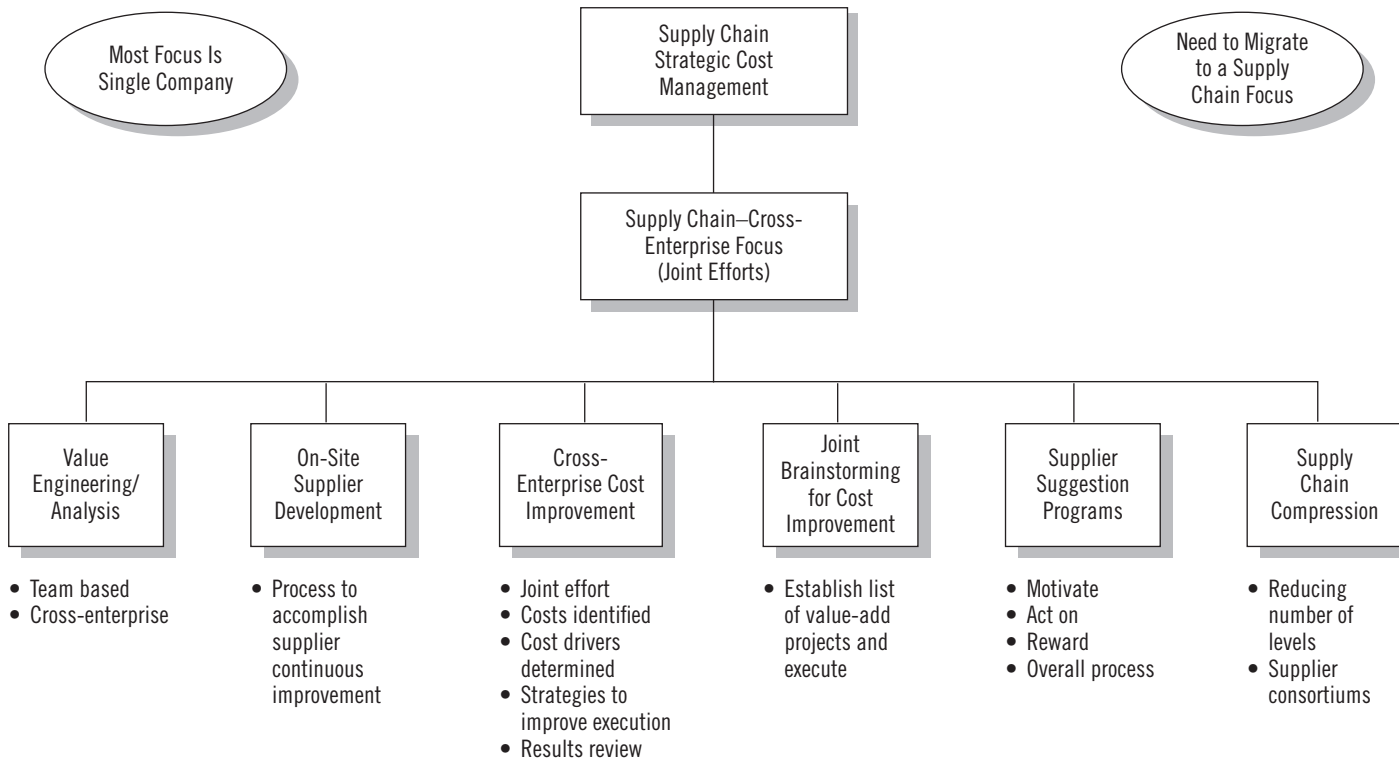 Most Focus Is
Single Company
Supply Chain
Strategic Cost
Management
Need to Migrate
to a Supply
Chain Focus
Supply Chain–Cross-
Enterprise Focus
(Joint Efforts)
Value
Engineering/
Analysis
• Team based
• Cross-enterprise
On-Site
Supplier
Development
• Process to
accomplish
supplier
continuous
improvement
Cross-
Enterprise Cost
Improvement
• Joint effort
• Costs identified
• Cost drivers
determined
• Strategies to
improve execution
• Results review
Joint
Brainstorming
for Cost
Improvement
• Establish list
of value-add
projects and
execute
Supplier
Suggestion
Programs
• Motivate
• Act on
• Reward
• Overall process
Supply
Chain
Compression
• Reducing
number of
levels
• Supplier
consortiums